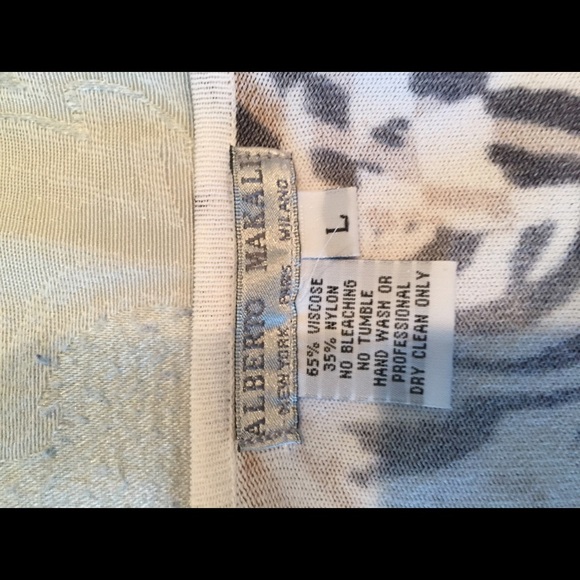 ALBERTO MAKALI
NEW YORK PARIS MILANO
L
65% VISCOSE
35% NYLON
NO BLEACHING
NO TUMBLE
HAND WASH OR
PROFESSIONAL
DRY CLEAN ONLY